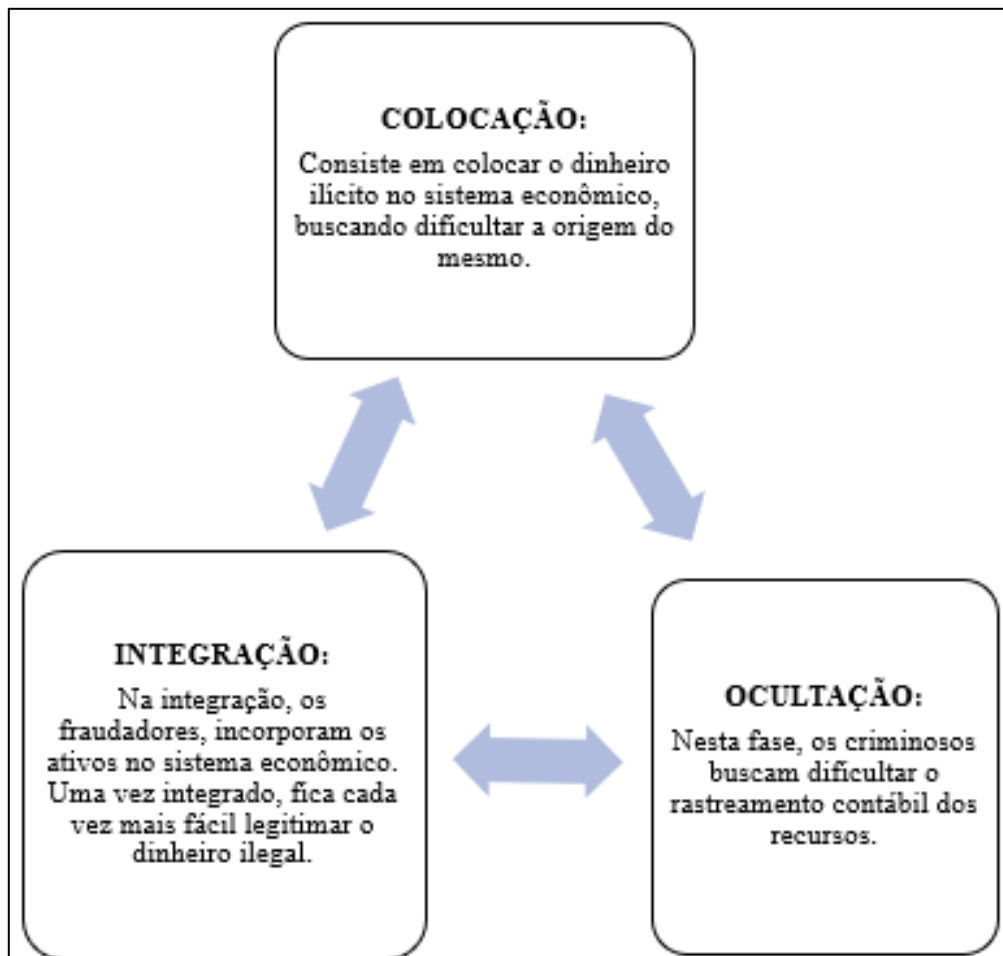 COLOCAÇÃO:
Consiste em colocar o dinheiro
ilícito no sistema econômico,
buscando dificultar a origem do
mesmo.
INTEGRAÇÃO:
Na integração, os
fraudadores, incorporam os
ativos no sistema econômico.
Uma vez integrado, fica cada
vez mais fácil legitimar o
dinheiro ilegal.
OCULTAÇÃO:
Nesta fase, os criminosos
buscam dificultar o
rastreamento contábil dos
recursos.